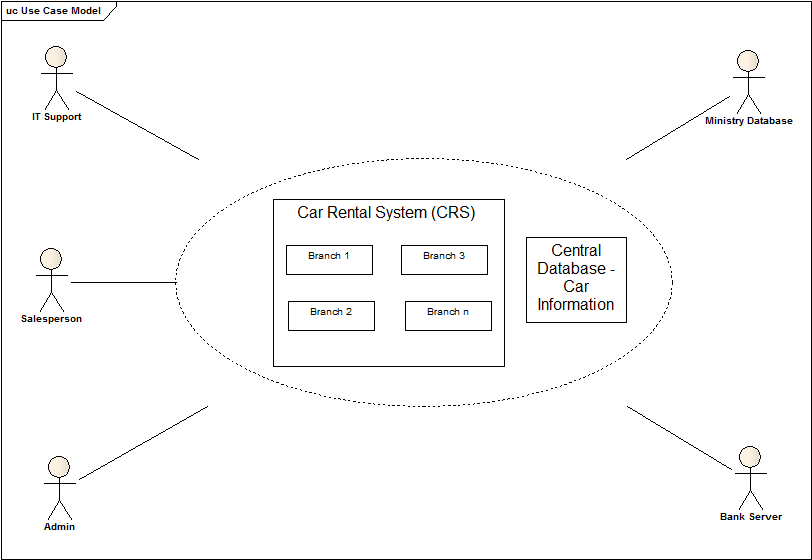 uc Use Case Model
IT Support
Ministry Database
Car Rental System (CRS)
Branch 1
Branch 3
Branch 2
Branch n
Central
Database -
Car
Information
Salesperson
Admin
Bank Server